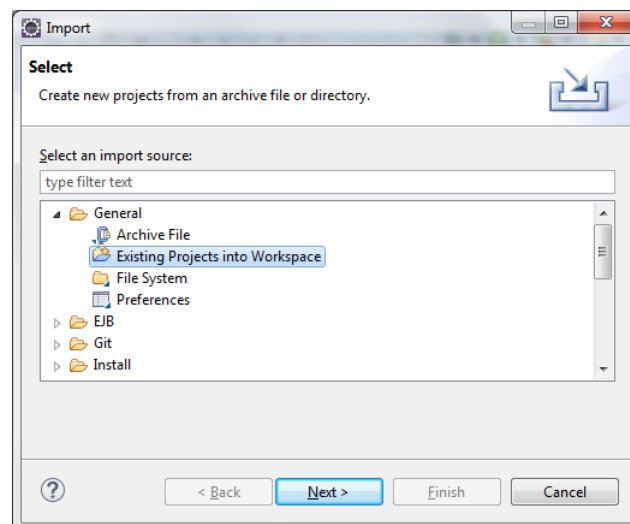 Import
Select
Create new projects from an archive file or directory.
Select an import source:
type filter text
General
Archive File
Existing Projects into Workspace
File System
Preferences
EJB
Git
Install
?
< Back
Next >
Finish
Cancel